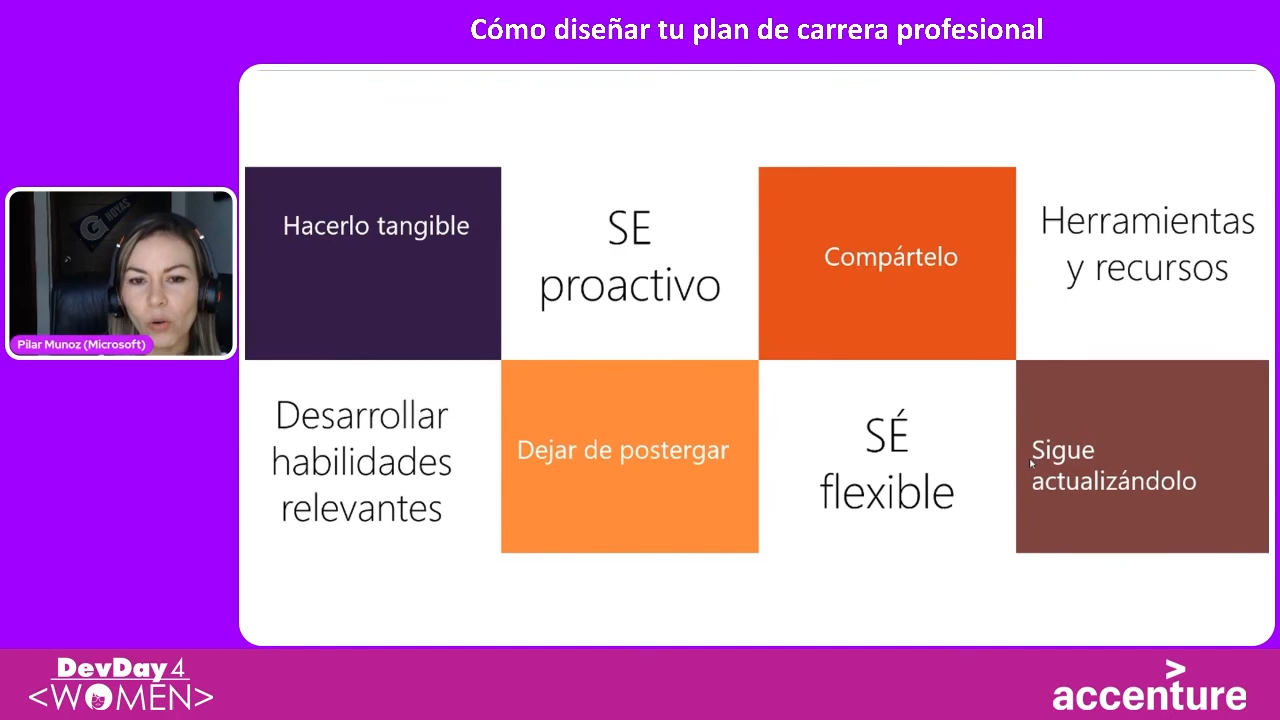 Cómo diseñar tu plan de carrera profesional
Hacerlo tangible
SE
proactivo
Compártelo
Herramientas
y recursos
Desarrollar
habilidades
relevantes
Dejar de postergar
SÉ
flexible
Sigue
actualizándolo
G HOYAS
Pilar Munoz (Microsoft)
DevDay4
<WOMEN>
accenture